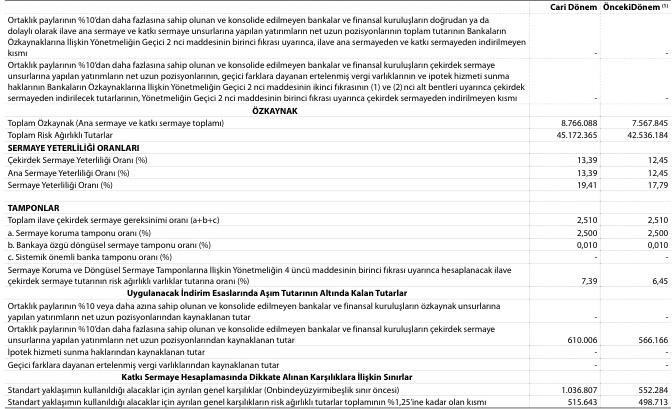 Cari Dönem ÖncekiDönem (1)
Ortaklık paylarının %10'dan daha fazlasına sahip olunan ve konsolide edilmeyen bankalar ve finansal kuruluşların doğrudan ya da
dolaylı olarak ilave ana sermaye ve katkı sermaye unsurlarına yapılan yatırımların net uzun pozisyonlarının toplam tutarının Bankaların
Özkaynaklarına İlişkin Yönetmeliğin Geçici 2 nci maddesinin birinci fıkrası uyarınca, ilave ana sermayeden ve katkı sermayeden indirilmeyen
kısmı - -
Ortaklık paylarının %10'dan daha fazlasına sahip olunan ve konsolide edilmeyen bankalar ve finansal kuruluşların çekirdek sermaye
unsurlarına yapılan yatırımların net uzun pozisyonlarının, geçici farklara dayanan ertelenmiş vergi varlıklarının ve ipotek hizmeti sunma
haklarının Bankaların Özkaynaklarına İlişkin Yönetmeliğin Geçici 2 nci maddesinin ikinci fıkrasının (1) ve (2) nci alt bentleri uyarınca çekirdek
sermayeden indirilecek tutarlarının, Yönetmeliğin Geçici 2 nci maddesinin birinci fıkrası uyarınca çekirdek sermayeden indirilmeyen kısmı - -
ÖZKAYNAK
Toplam Özkaynak (Ana sermaye ve katkı sermaye toplamı) 8.766.088 7.567.845
Toplam Risk Ağırlıklı Tutarlar 45.172.365 42.536.184
SERMAYE YETERLİLİĞİ ORANLARI
Çekirdek Sermaye Yeterliliği Oranı (%) 13,39 12,45
Ana Sermaye Yeterliliği Oranı (%) 13,39 12,45
Sermaye Yeterliliği Oranı (%) 19,41 17,79
TAMPONLAR
Toplam ilave çekirdek sermaye gereksinimi oranı (a+b+c) 2,510 2,510
a. Sermaye koruma tamponu oranı (%) 2,500 2,500
b. Bankaya özgü döngüsel sermaye tamponu oranı (%) 0,010 0,010
c. Sistemik önemli banka tamponu oranı (%) - -
Sermaye Koruma ve Döngüsel Sermaye Tamponlarına İlişkin Yönetmeliğin 4 üncü maddesinin birinci fıkrası uyarınca hesaplanacak ilave
çekirdek sermaye tutarının risk ağırlıklı varlıklar tutarına oranı (%) 7,39 6,45
Uygulanacak İndirim Esaslarında Aşım Tutarının Altında Kalan Tutarlar
Ortaklık paylarının %10 veya daha azına sahip olunan ve konsolide edilmeyen bankalar ve finansal kuruluşların özkaynak unsurlarına
yapılan yatırımların net uzun pozisyonlarından kaynaklanan tutar - -
Ortaklık paylarının %10'dan daha fazlasına sahip olunan ve konsolide edilmeyen bankalar ve finansal kuruluşların çekirdek sermaye
unsurlarına yapılan yatırımların net uzun pozisyonlarından kaynaklanan tutar 610.006 566.166
İpotek hizmeti sunma haklarından kaynaklanan tutar - -
Geçici farklara dayanan ertelenmiş vergi varlıklarından kaynaklanan tutar - -
Katkı Sermaye Hesaplamasında Dikkate Alınan Karşılıklara İlişkin Sınırlar
Standart yaklaşımın kullanıldığı alacaklar için ayrılan genel karşılıklar (Onbindeyüzyirmibeşlik sınır öncesi) 1.036.807 552.284
Standart yaklaşımın kullanıldığı alacaklar için ayrılan genel karşılıkların risk ağırlıklı tutarlar toplamının %1,25'ine kadar olan kısmı 515.643 498.713